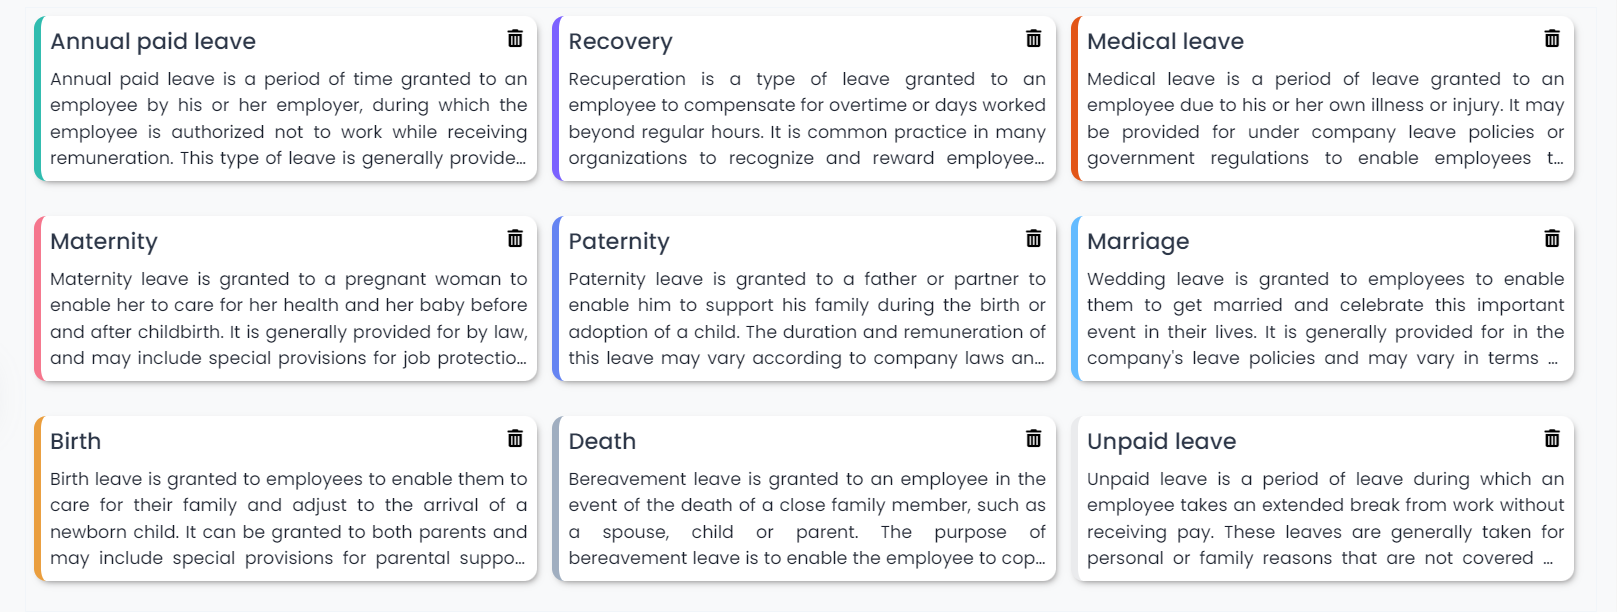 Annual paid leave
Annual paid leave is a period of time granted to an
employee by his or her employer, during which the
employee is authorized not to work while receiving
remuneration. This type of leave is generally provide...
Recovery
Recuperation is a type of leave granted to an
employee to compensate for overtime or days worked
beyond regular hours. It is common practice in many
organizations to recognize and reward employee...
Medical leave
Medical leave is a period of leave granted to an
employee due to his or her own illness or injury. It may
be provided for under company leave policies or
government regulations to enable employees t...
Maternity
Maternity leave is granted to a pregnant woman to
enable her to care for her health and her baby before
and after childbirth. It is generally provided for by law,
and may include special provisions for job protectio...
Paternity
Paternity leave is granted to a father or partner to
enable him to support his family during the birth or
adoption of a child. The duration and remuneration of
this leave may vary according to company laws an...
Marriage
Wedding leave is granted to employees to enable
them to get married and celebrate this important
event in their lives. It is generally provided for in the
company's leave policies and may vary in terms ...
Birth
Birth leave is granted to employees to enable them to
care for their family and adjust to the arrival of a
newborn child. It can be granted to both parents and
may include special provisions for parental suppo...
Death
Bereavement leave is granted to an employee in the
event of the death of a close family member, such as
a spouse, child or parent. The purpose of
bereavement leave is to enable the employee to cop...
Unpaid leave
Unpaid leave is a period of leave during which an
employee takes an extended break from work without
receiving pay. These leaves are generally taken for
personal or family reasons that are not covered ...